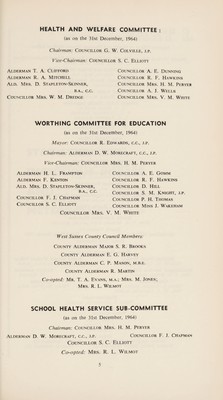 HEALTH AND WELFARE COMMITTEE:
(as on the 31st December, 1964)
Chairman: COUNCILLOR G. W. COLVILLE, J.P.
Vice-Chairman: COUNCILLOR S. C. ELLIOTT
ALDERMAN T. A. CLIFFORD COUNCILLOR A. E. DUNNING
ALDERMAN R. A. MITCHELL COUNCILLOR R. F. HAWKINS
ALD. MRS. D. STAPLETON-SKINNER, COUNCILLOR MRS. H. M. PERYER
B.A., C.C. COUNCILLOR A. J. WELLS
COUNCILLOR MRS. W. M. DREDGE COUNCILLOR MRS. V. M. WHITE
WORTHING COMMITTEE FOR EDUCATION
(as on the 31st December, 1964)
Mayor: COUNCILLOR R. EDWARDS, C.C., J.P.
Chairman: ALDERMAN D. W. MORECRAFT, C.C., J.P.
Vice-Chairman: COUNCILLOR MRS. H. M. PERYER
ALDERMAN H. L. FRAMPTON COUNCILLOR A. E. GOMM
ALDERMAN F. KENYON COUNCILLOR R. F. HAWKINS
ALD. MRS. D. STAPLETON-SKINNER, COUNCILLOR D. HILL
B.A., C.C. COUNCILLOR S. M. KNIGHT, J.P.
COUNCILLOR F. J. CHAPMAN COUNCILLOR P. H. THOMAS
COUNCILLOR S. C. ELLIOTT COUNCILLOR MISS J. WAKEHAM
COUNCILLOR MRS. V. M. WHITE
West Sussex County Council Members:
COUNTY ALDERMAN MAJOR S. R. BROOKS
COUNTY ALDERMAN E. G. HARVEY
COUNTY ALDERMAN C. P. MASON, M.B.E.
COUNTY ALDERMAN R. MARTIN
Co-opted: MR. T. A. EVANS, M.A.; MRS. M. JONES;
MRS. R. L. WILMOT
SCHOOL HEALTH SERVICE SUB-COMMITTEE
(as on the 31st December, 1964)
Chairman: COUNCILLOR MRS. H. M. PERYER
ALDERMAN D. W. MORECRAFT, C.C., J.P. COUNCILLOR F. J. CHAPMAN
COUNCILLOR S. C. ELLIOTT
Co-opted: MRS. R. L. WILMOT